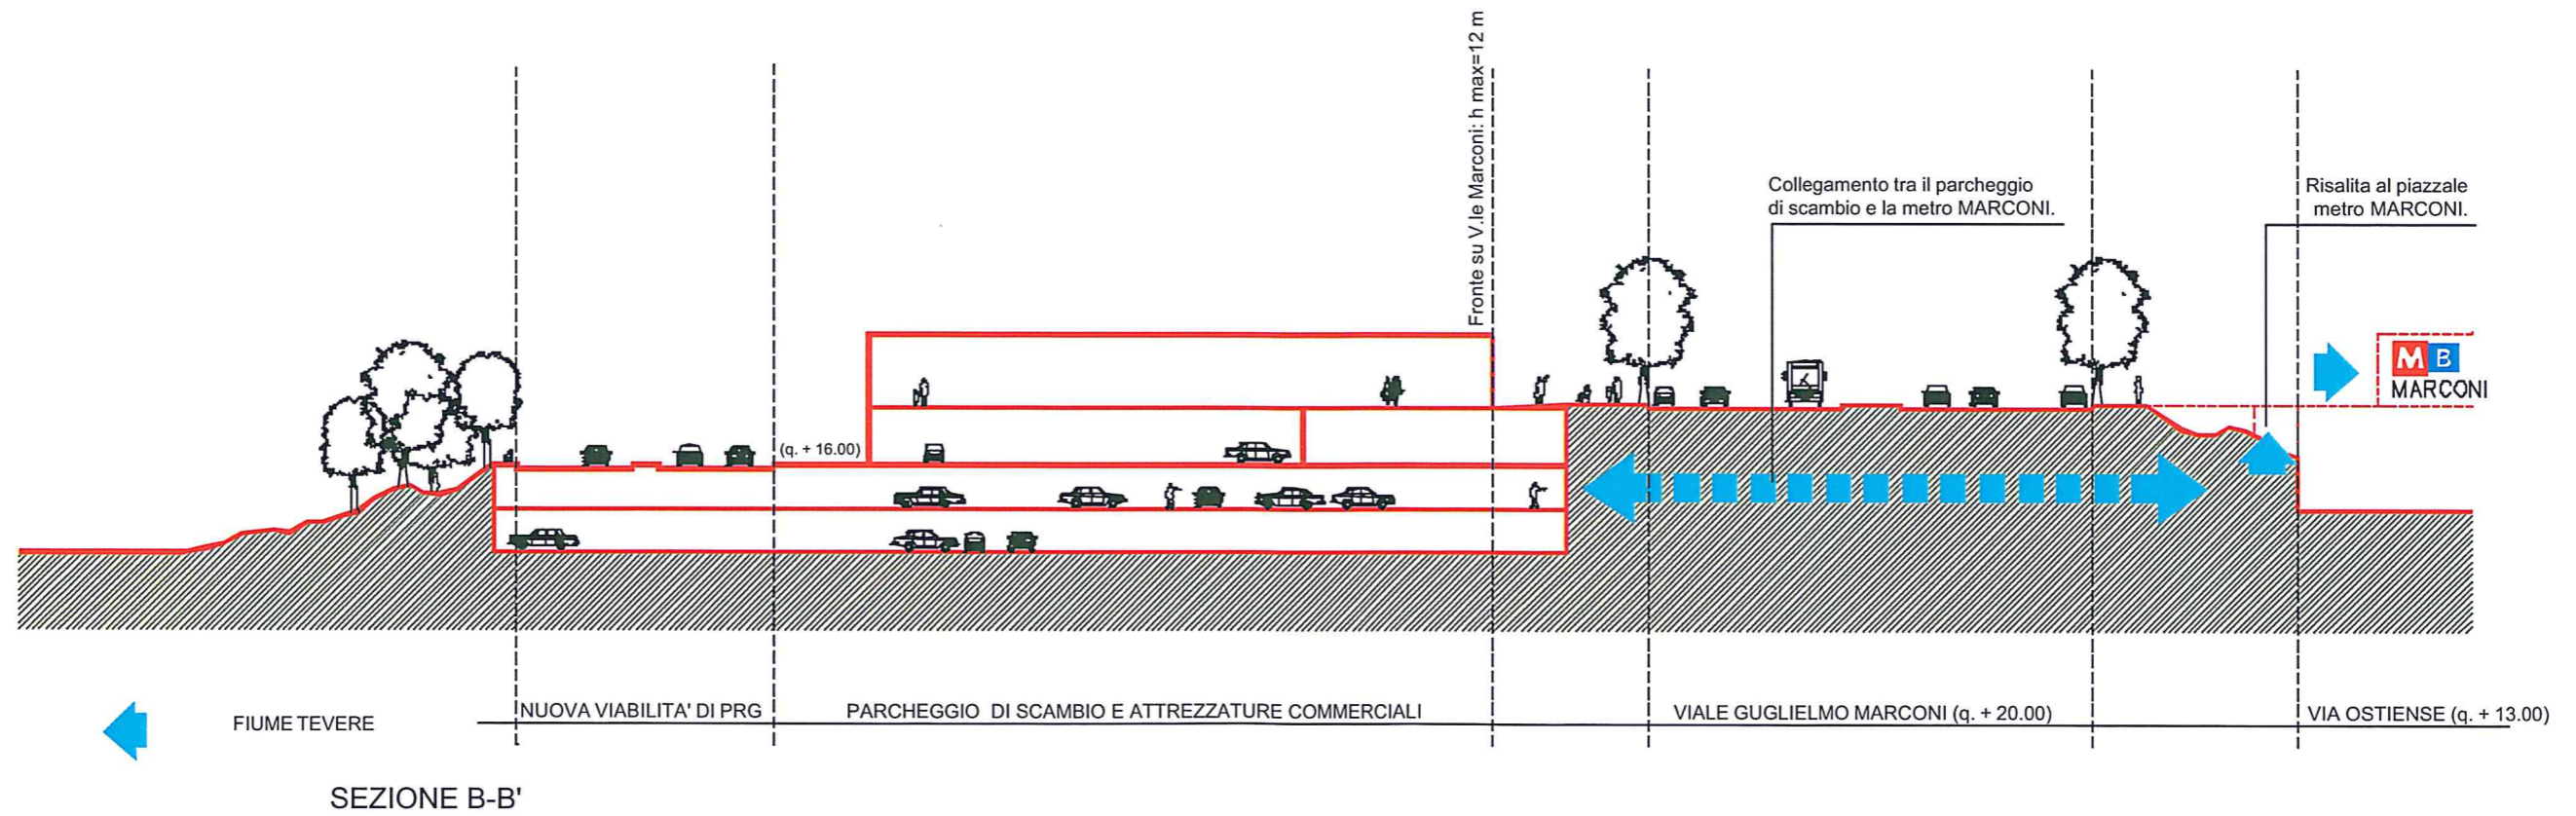 Fronte su V.le Marconi: h max=12 m
Collegamento tra il parcheggio
di scambio e la metro MARCONI.
Risalita al piazzale
metro MARCONI.
M B
MARCONI
(q. + 16.00)
FIUME TEVERE
NUOVA VIABILITA' DI PRG
PARCHEGGIO DI SCAMBIO E ATTREZZATURE COMMERCIALI
VIALE GUGLIELMO MARCONI (q. + 20.00)
VIA OSTIENSE (q. + 13.00)
SEZIONE B-B'